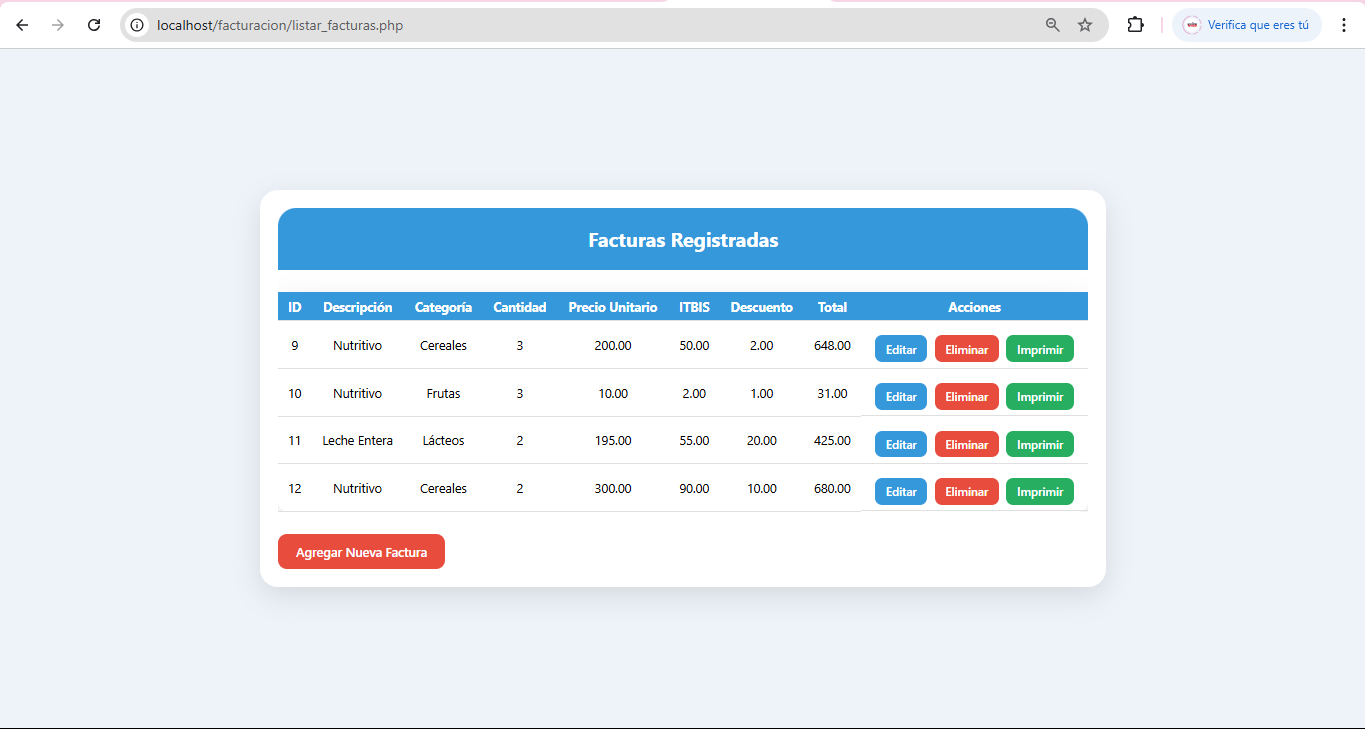 localhost/facturacion/listar_facturas.php Verifica que eres tú
Facturas Registradas
ID Descripción Categoría Cantidad Precio Unitario ITBIS Descuento Total Acciones
9 Nutritivo Cereales 3 200.00 50.00 2.00 648.00 Editar Eliminar Imprimir
10 Nutritivo Frutas 3 10.00 2.00 1.00 31.00 Editar Eliminar Imprimir
11 Leche Entera Lácteos 2 195.00 55.00 20.00 425.00 Editar Eliminar Imprimir
12 Nutritivo Cereales 2 300.00 90.00 10.00 680.00 Editar Eliminar Imprimir
Agregar Nueva Factura